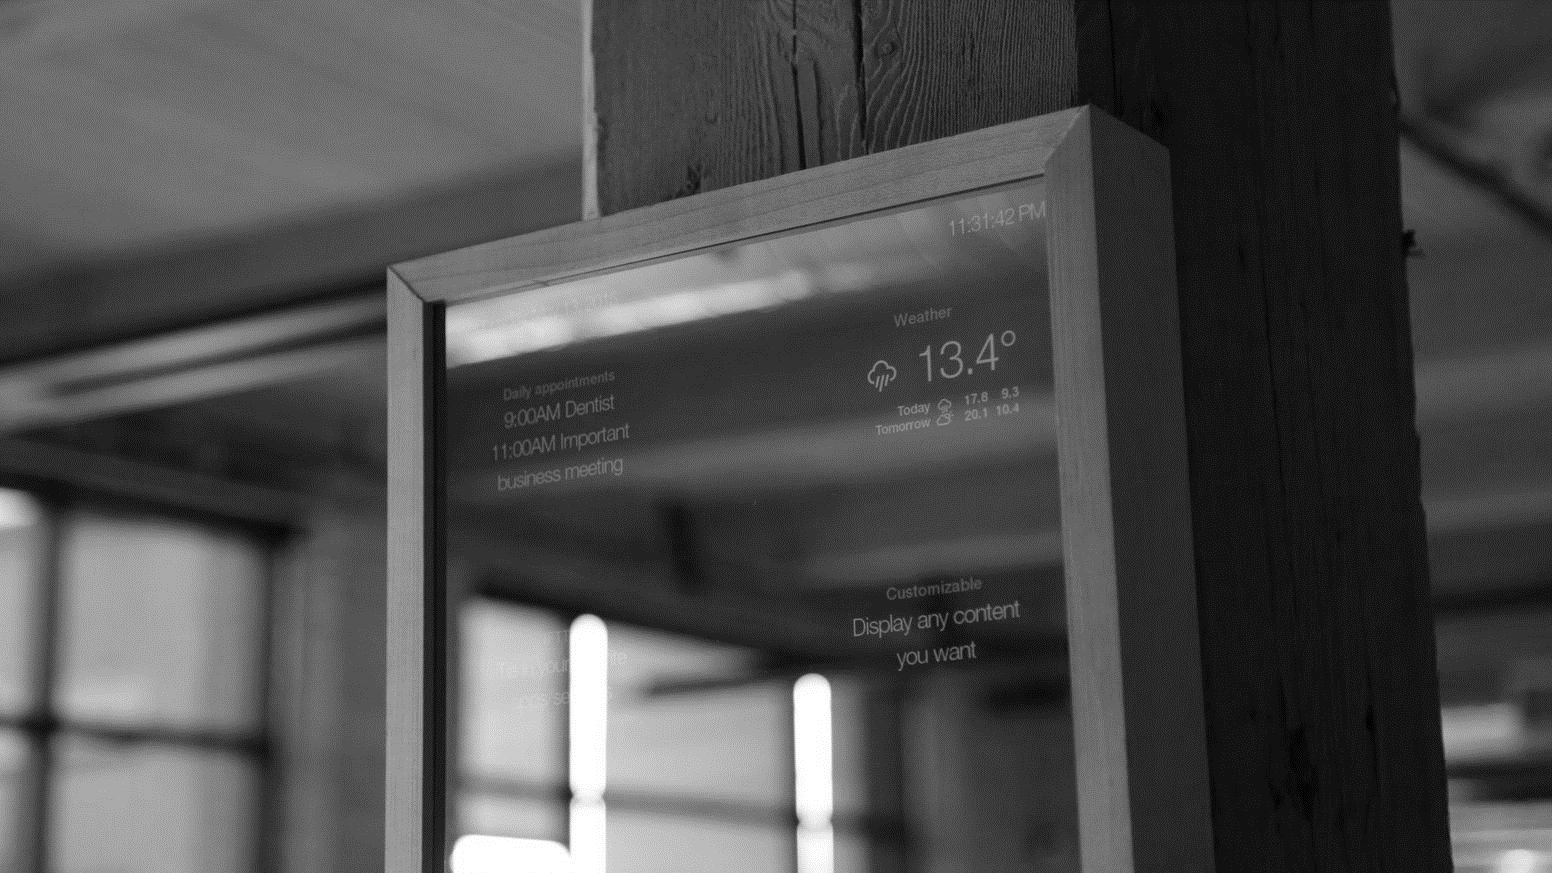 11:31:42 PM
Daily appointments
9:00AM Dentist
11:00AM Important
business meeting
Weather
13.4°
Today 17.8 9.3
Tomorrow 20.1 10.4
Customizable
Display any content
you want